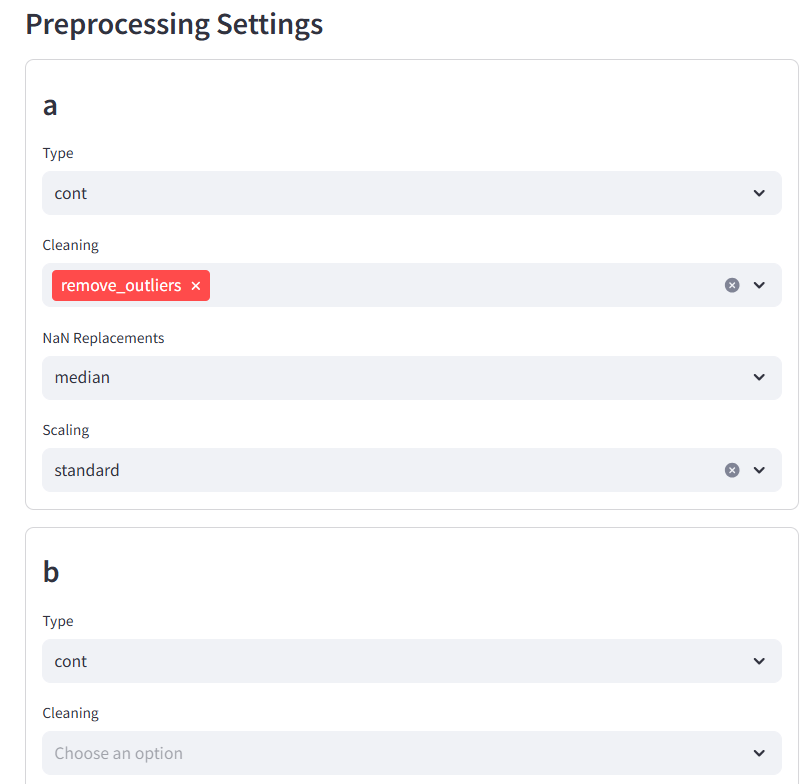 Preprocessing Settings
a
Type
cont
Cleaning
remove_outliers ×
NaN Replacements
median
Scaling
standard
b
Type
cont
Cleaning
Choose an option